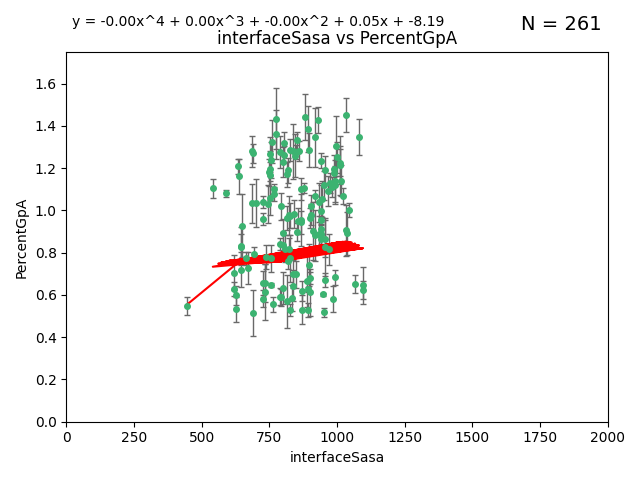 y = -0.00x^4 + 0.00x^3 + -0.00x^2 + 0.05x + -8.19
N = 261
interfaceSasa vs PercentGpA
PercentGpA
1.6
1.4
1.2
1.0
0.8
0.6
0.4
0.2
0.0
0 250 500 750 1000 1250 1500 1750 2000
interfaceSasa